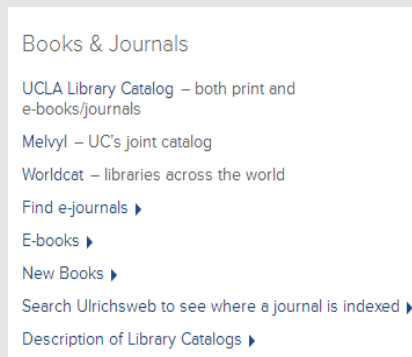 Books & Journals
UCLA Library Catalog – both print and
e-books/journals
Melvyl – UC's joint catalog
Worldcat – libraries across the world
Find e-journals
E-books
New Books
Search Ulrichsweb to see where a journal is indexed
Description of Library Catalogs